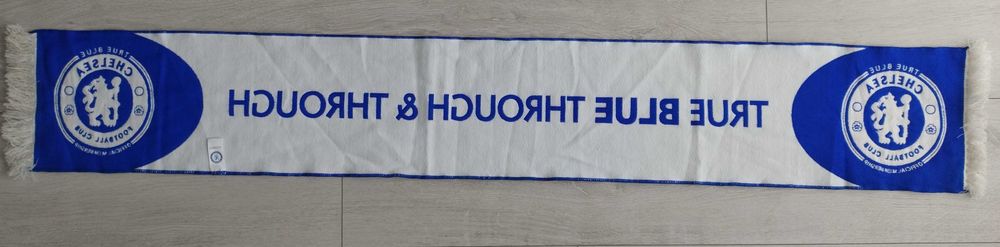 TRUE BLUE
CHELSEA
FOOTBALL CLUB
OFFICIAL MEMBERSHIP
TRUE BLUE THROUGH & THROUGH
TRUE BLUE
CHELSEA
FOOTBALL CLUB
OFFICIAL MEMBERSHIP